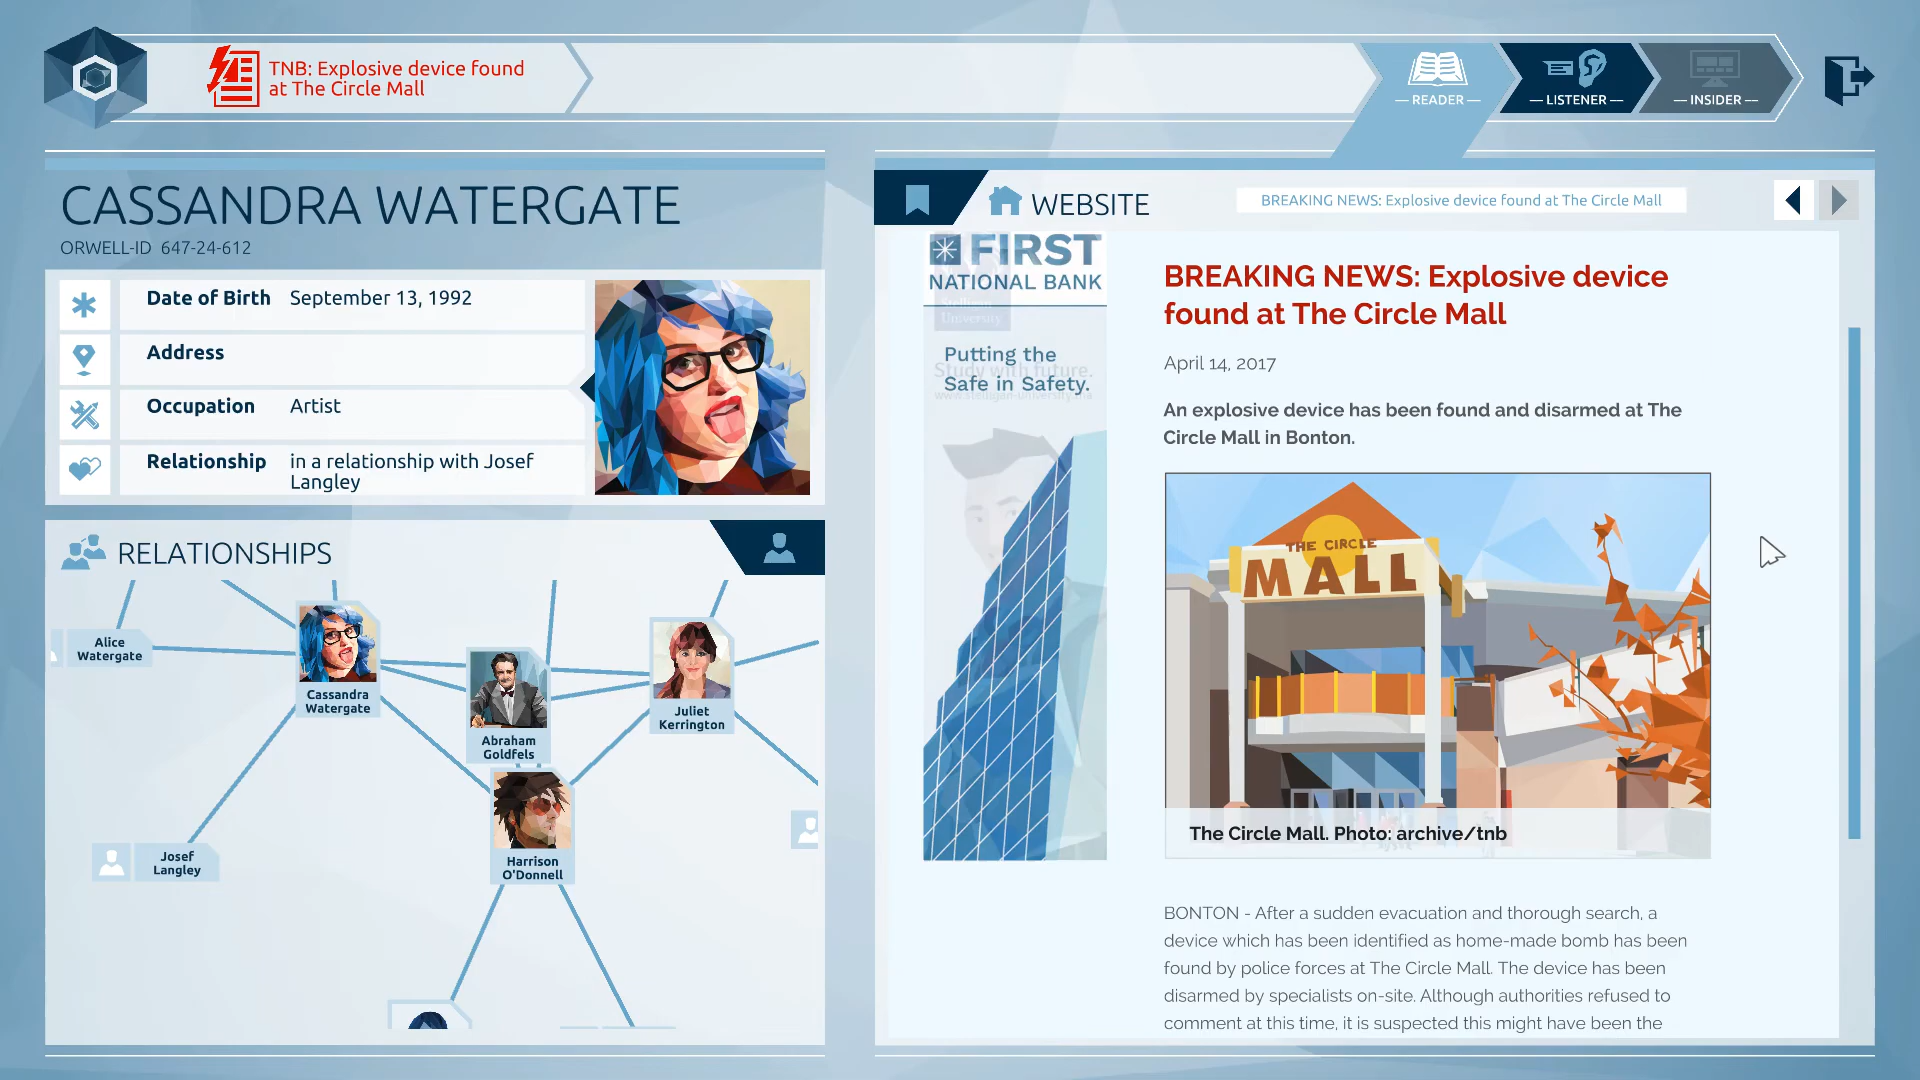 TNB: Explosive device found
at The Circle Mall
READER
LISTENER
INSIDER
CASSANDRA WATERGATE
ORWELL-ID 647-24-612
Date of Birth September 13, 1992
Address
Occupation Artist
Relationship in a relationship with Josef
Langley
RELATIONSHIPS
Alice
Watergate
Cassandra
Watergate
Abraham
Goldfels
Juliet
Kerrington
Josef
Langley
Harrison
O'Donnell
WEBSITE
BREAKING NEWS: Explosive device found at The Circle Mall
FIRST
NATIONAL BANK
University
Putting the
Study with future.
Safe in Safety.
BREAKING NEWS: Explosive device
found at The Circle Mall
April 14, 2017
An explosive device has been found and disarmed at The
Circle Mall in Bonton.
THE CIRCLE
MALL
The Circle Mall. Photo: archive/tnb
BONTON - After a sudden evacuation and thorough search, a
device which has been identified as home-made bomb has been
found by police forces at The Circle Mall. The device has been
disarmed by specialists on-site. Although authorities refused to
comment at this time, it is suspected this might have been the